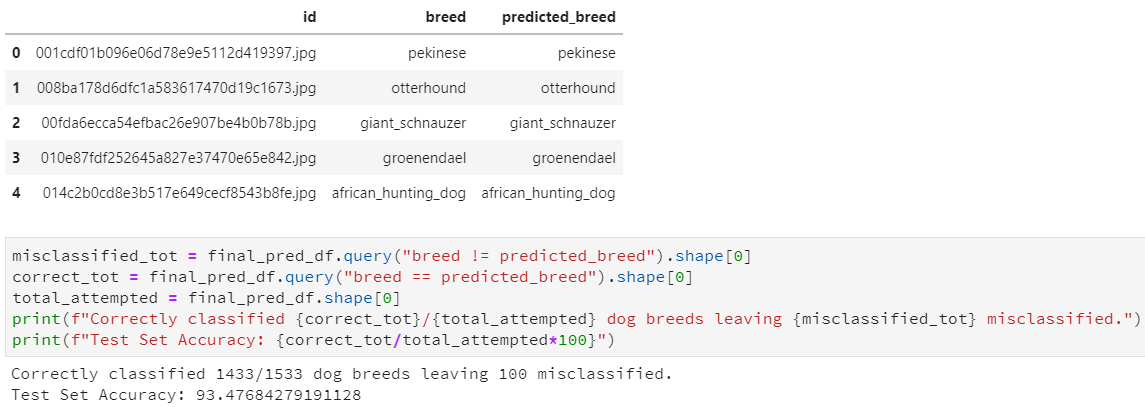 id breed predicted_breed
0 001cdf01b096e06d78e9e5112d419397.jpg pekinese pekinese
1 008ba178d6dfc1a583617470d19c1673.jpg otterhound otterhound
2 00fda6ecca54efbac26e907be4b0b78b.jpg giant_schnauzer giant_schnauzer
3 010e87fdf252645a827e37470e65e842.jpg groenendael groenendael
4 014c2b0cd8e3b517e649cecf8543b8fe.jpg african_hunting_dog african_hunting_dog
misclassified_tot = final_pred_df.query("breed != predicted_breed").shape[0]
correct_tot = final_pred_df.query("breed == predicted_breed").shape[0]
total_attempted = final_pred_df.shape[0]
print(f"Correctly classified {correct_tot}/{total_attempted} dog breeds leaving {misclassified_tot} misclassified.")
print(f"Test Set Accuracy: {correct_tot/total_attempted*100}")
Correctly classified 1433/1533 dog breeds leaving 100 misclassified.
Test Set Accuracy: 93.47684279191128